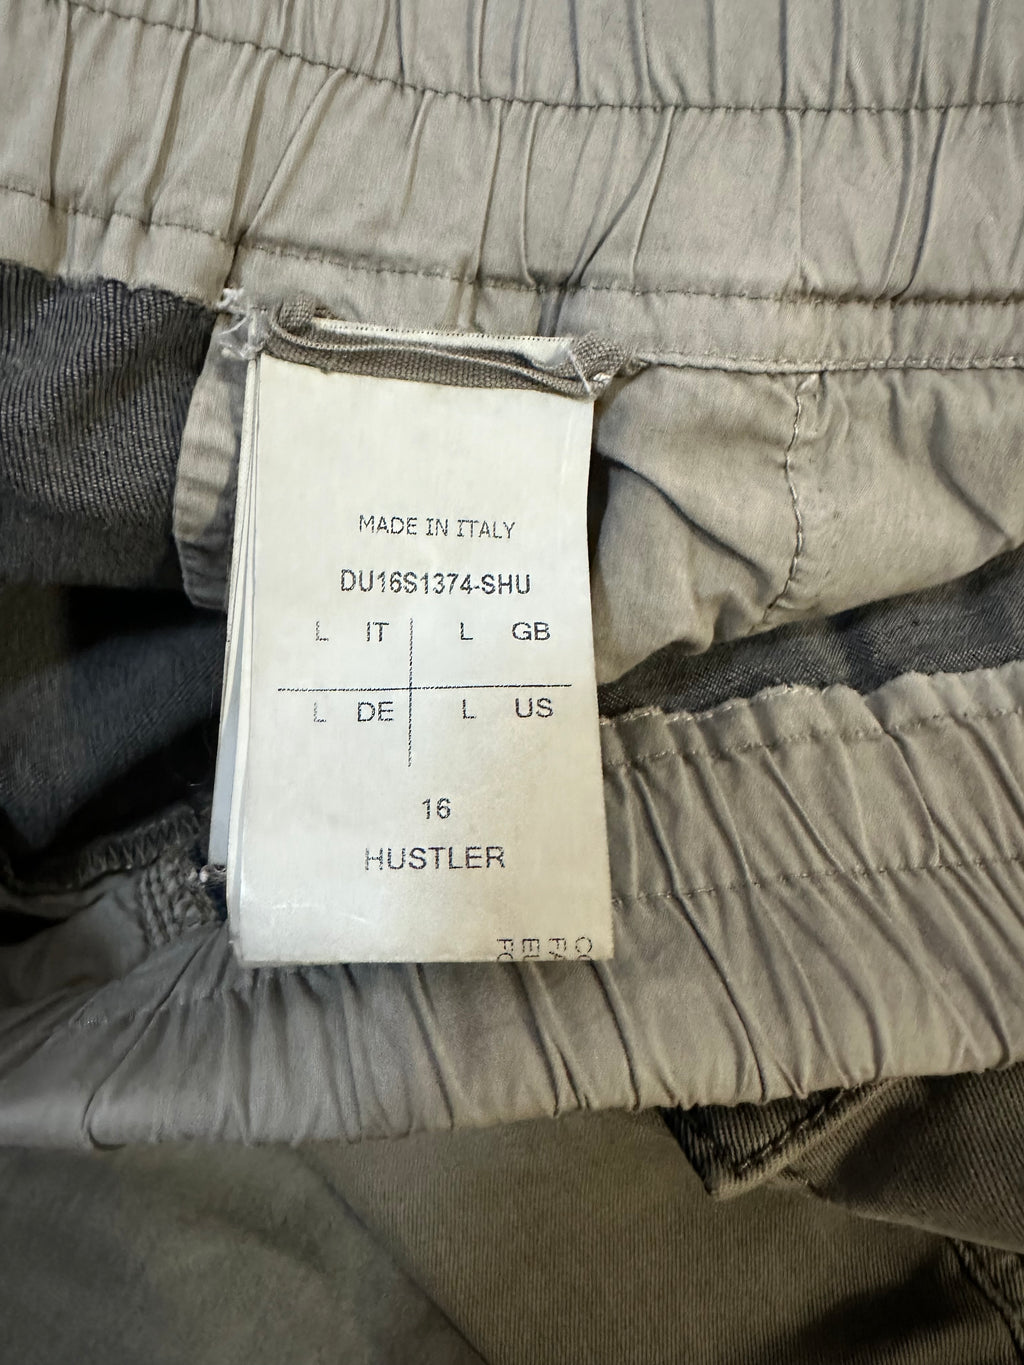 MADE IN ITALY
DU16S1374-SHU
L IT L GB
L DE L US
16
HUSTLER